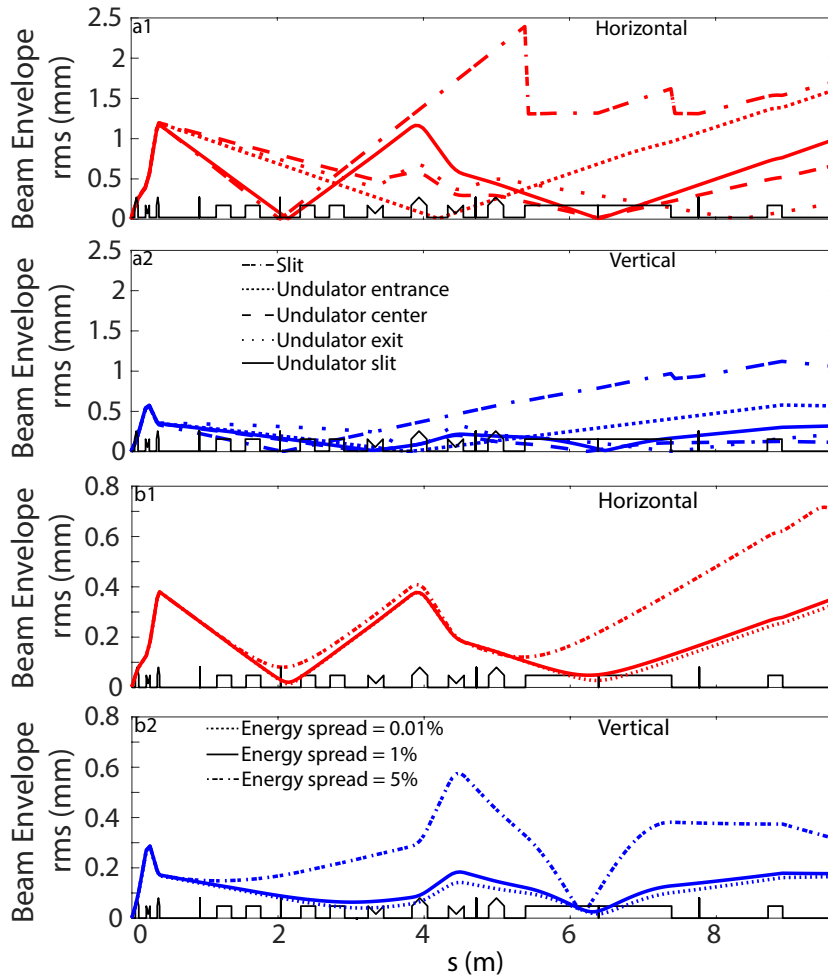 a1
Horizontal
2.5
2
1.5
1
0.5
0
Beam Envelope
rms (mm)
a2
Vertical
2.5
2
1.5
1
0.5
0
Beam Envelope
rms (mm)
Slit
Undulator entrance
Undulator center
Undulator exit
Undulator slit
b1
Horizontal
0.8
0.6
0.4
0.2
0
Beam Envelope
rms (mm)
b2
Vertical
0.8
0.6
0.4
0.2
0
Beam Envelope
rms (mm)
Energy spread = 0.01%
Energy spread = 1%
Energy spread = 5%
0 2 4 6 8
s (m)